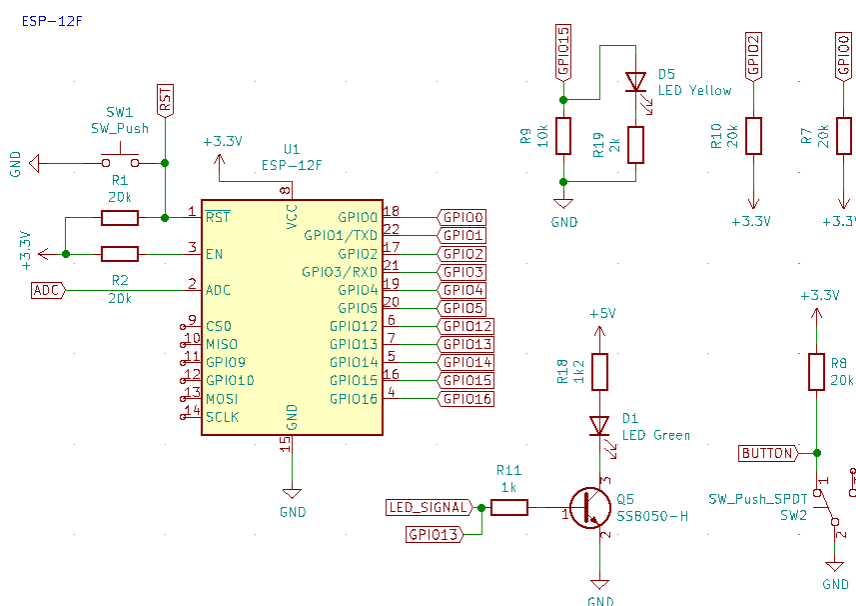 ESP-12F
RST
SW1
SW_Push
GND
R1
20k
+3.3V
R2
20k
ADC
+3.3V
U1
ESP-12F
8
VCC
1
RST
3
EN
2
ADC
9
CS0
10
MISO
11
GPIO9
12
GPIO10
13
MOSI
14
SCLK
GPIO0
18
GPIO0
GPIO1/TXD
22
GPIO1
GPIO2
17
GPIO2
GPIO3/RXD
21
GPIO3
GPIO4
19
GPIO4
GPIO5
20
GPIO5
GPIO12
6
GPIO12
GPIO13
7
GPIO13
GPIO14
5
GPIO14
GPIO15
16
GPIO15
GPIO16
4
GPIO16
GND
15
GND
GPIO15
R9
10k
D5
LED Yellow
R19
2k
GND
GPIO2
R10
20k
+3.3V
GPIO0
R7
20k
+3.3V
+5V
R18
1k2
D1
LED Green
LED_SIGNAL
GPIO13
R11
1k
1
3
Q5
SS8050-H
2
GND
+3.3V
R8
20k
BUTTON
1
SW_Push_SPDT
SW2
2
GND